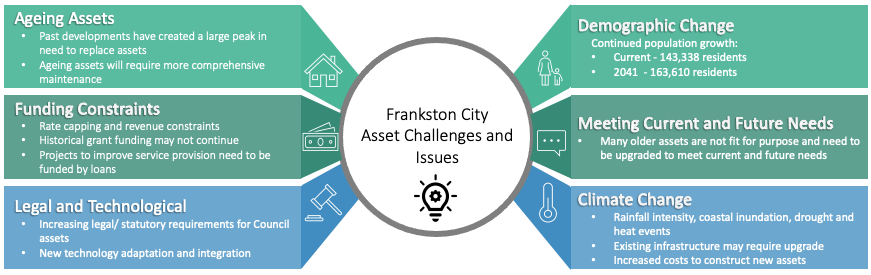 Ageing Assets
• Past developments have created a large peak in
need to replace assets
• Ageing assets will require more comprehensive
maintenance
Funding Constraints
• Rate capping and revenue constraints
• Historical grant funding may not continue
• Projects to improve service provision need to be
funded by loans
Legal and Technological
• Increasing legal/ statutory requirements for Council
assets
• New technology adaptation and integration
Frankston City
Asset Challenges and
Issues
Demographic Change
Continued population growth:
• Current - 143,338 residents
• 2041 - 163,610 residents
Meeting Current and Future Needs
• Many older assets are not fit for purpose and need to
be upgraded to meet current and future needs
Climate Change
• Rainfall intensity, coastal inundation, drought and
heat events
• Existing infrastructure may require upgrade
• Increased costs to construct new assets